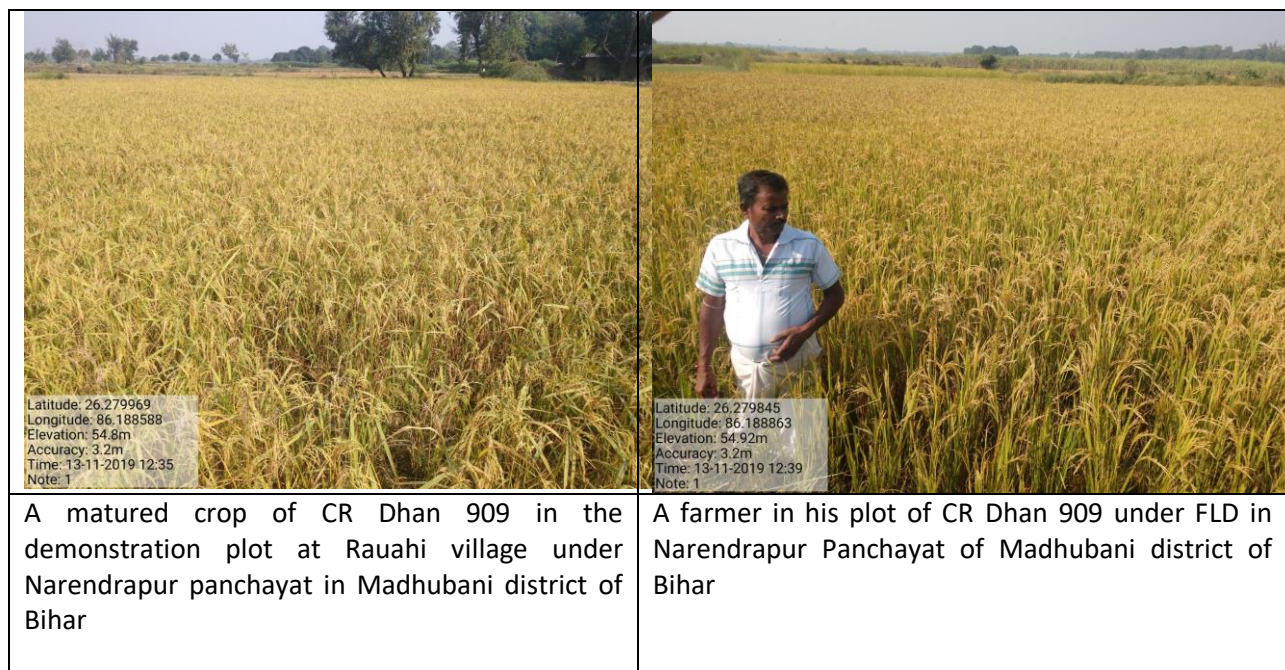 Latitude: 26.279969
Longitude: 86.188588
Elevation: 54.8m
Accuracy: 3.2m
Time: 13-11-2019 12:35
Note: 1
Latitude: 26.279845
Longitude: 86.188863
Elevation: 54.92m
Accuracy: 3.2m
Time: 13-11-2019 12:39
Note: 1
A matured crop of CR Dhan 909 in the
demonstration plot at Rauahi village under
Narendrapur panchayat in Madhubani district of
Bihar
A farmer in his plot of CR Dhan 909 under FLD in
Narendrapur Panchayat of Madhubani district of
Bihar